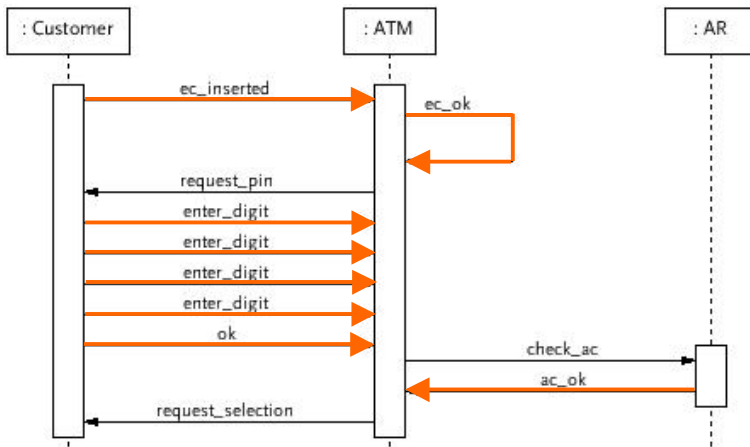 : Customer
: ATM
: AR
ec_inserted
ec_ok
request_pin
enter_digit
enter_digit
enter_digit
enter_digit
ok
check_ac
ac_ok
request_selection